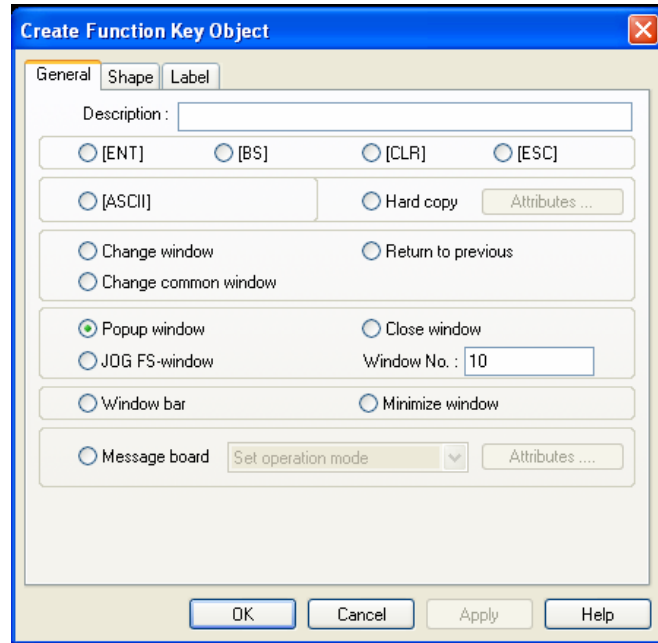 Create Function Key Object
General Shape Label
Description :
[ENT] [BS] [CLR] [ESC]
[ASCII] Hard copy Attributes ...
Change window Return to previous
Change common window
Popup window Close window
JOG FS-window Window No. : 10
Window bar Minimize window
Message board Set operation mode Attributes ....
OK Cancel Apply Help